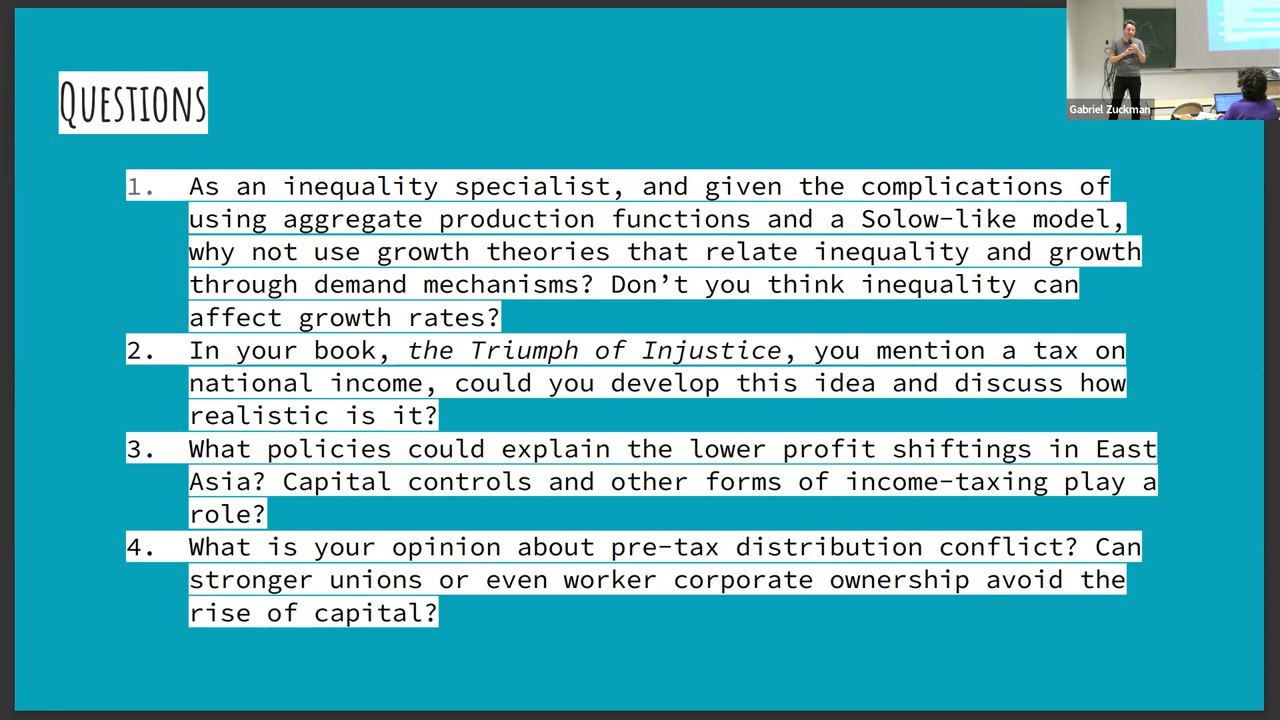 QUESTIONS
Gabriel Zuckman
1. As an inequality specialist, and given the complications of
using aggregate production functions and a Solow-like model,
why not use growth theories that relate inequality and growth
through demand mechanisms? Don’t you think inequality can
affect growth rates?
2. In your book, the Triumph of Injustice, you mention a tax on
national income, could you develop this idea and discuss how
realistic is it?
3. What policies could explain the lower profit shiftings in East
Asia? Capital controls and other forms of income-taxing play a
role?
4. What is your opinion about pre-tax distribution conflict? Can
stronger unions or even worker corporate ownership avoid the
rise of capital?